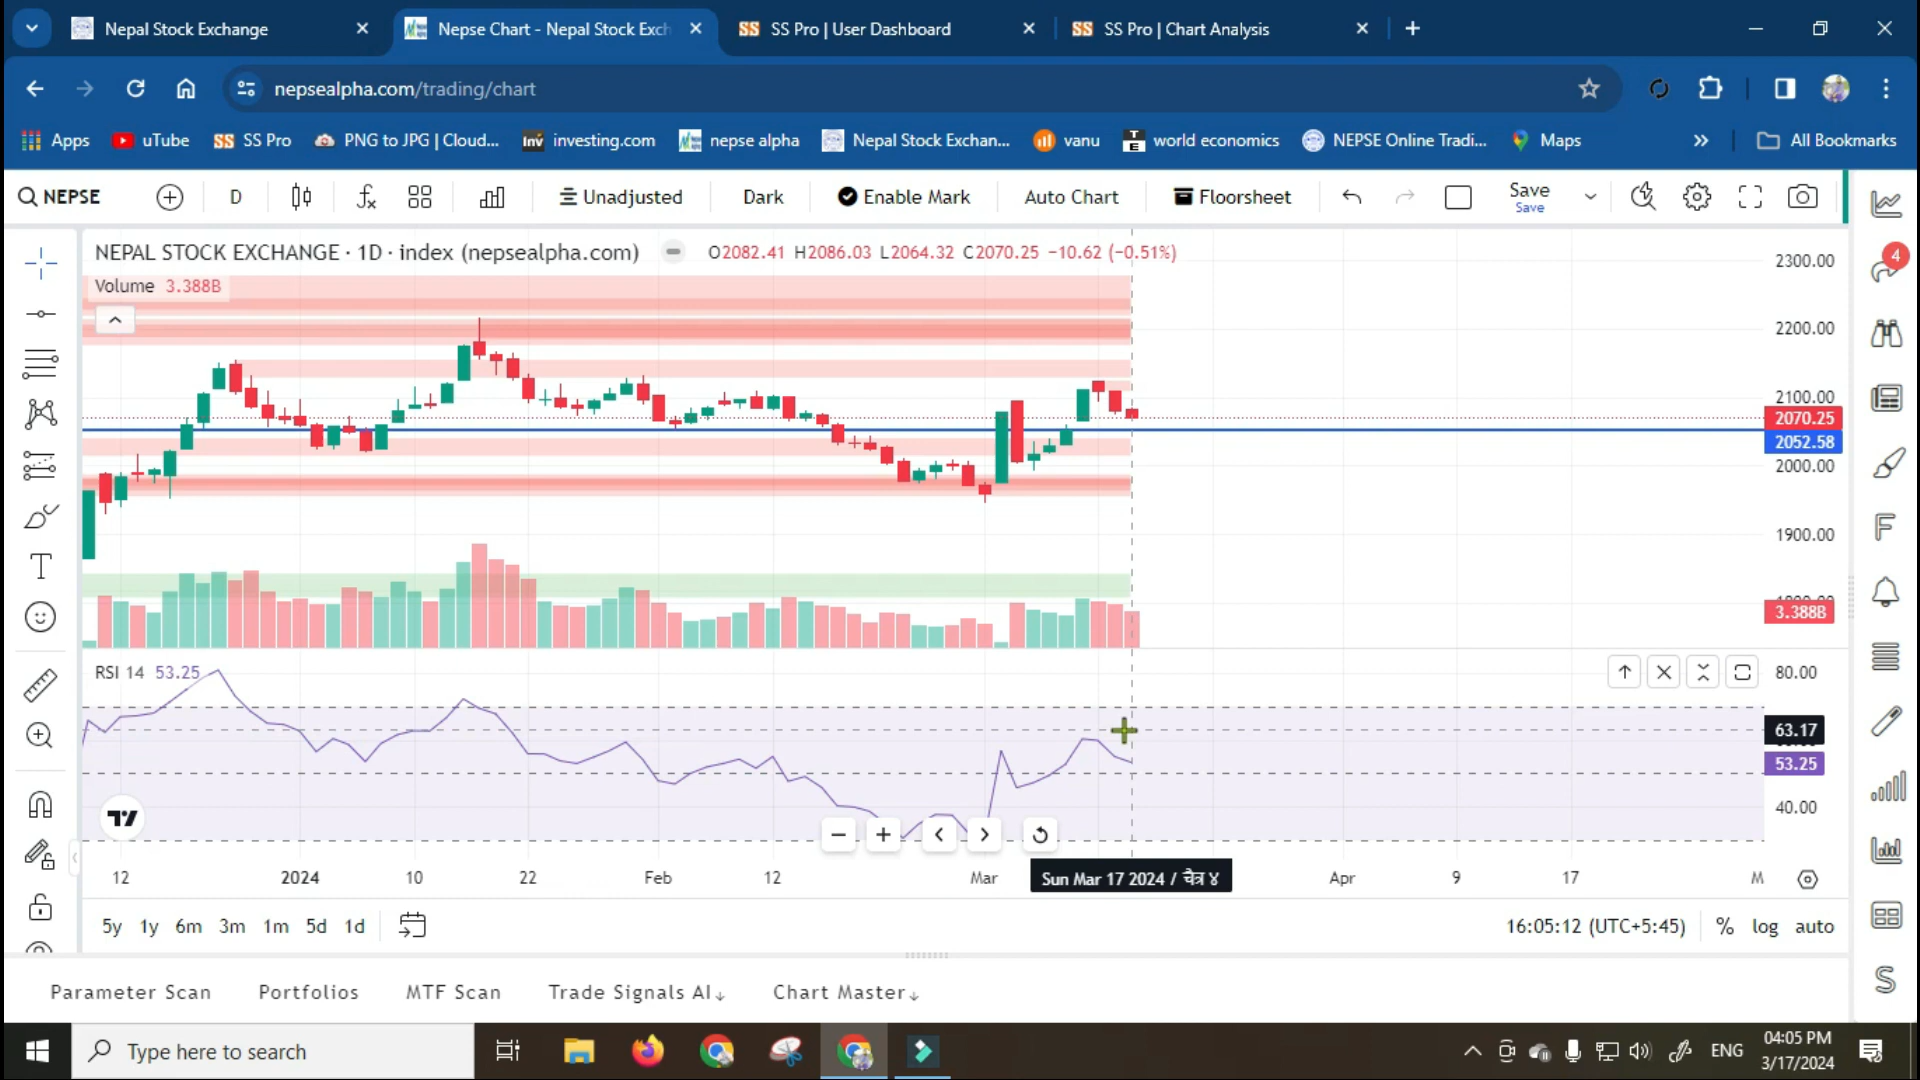 Nepal Stock Exchange
Nepse Chart - Nepal Stock Exch
SS SS Pro | User Dashboard
SS SS Pro | Chart Analysis
nepsealpha.com/trading/chart
Apps
uTube
SS SS Pro
PNG to JPG | Cloud...
Inv investing.com
nepse alpha
Nepal Stock Exchan...
vanu
TE world economics
NEPSE Online Tradi...
Maps
All Bookmarks
NEPSE
D
Unadjusted
Dark
Enable Mark
Auto Chart
Floorsheet
Save
Save
NEPAL STOCK EXCHANGE · 1D · index (nepsealpha.com)
O2082.41 H2086.03 L2064.32 C2070.25 −10.62 (−0.51%)
Volume 3.388B
2300.00
2200.00
2100.00
2070.25
2052.58
2000.00
1900.00
3.388B
4
RSI 14 53.25
80.00
63.17
53.25
40.00
12
2024
10
22
Feb
12
Mar
Sun Mar 17 2024 / चैत्र ४
Apr
9
17
M
5y 1y 6m 3m 1m 5d 1d
16:05:12 (UTC+5:45)
% log auto
Parameter Scan
Portfolios
MTF Scan
Trade Signals AI↓
Chart Master↓
Type here to search
ENG
04:05 PM
3/17/2024